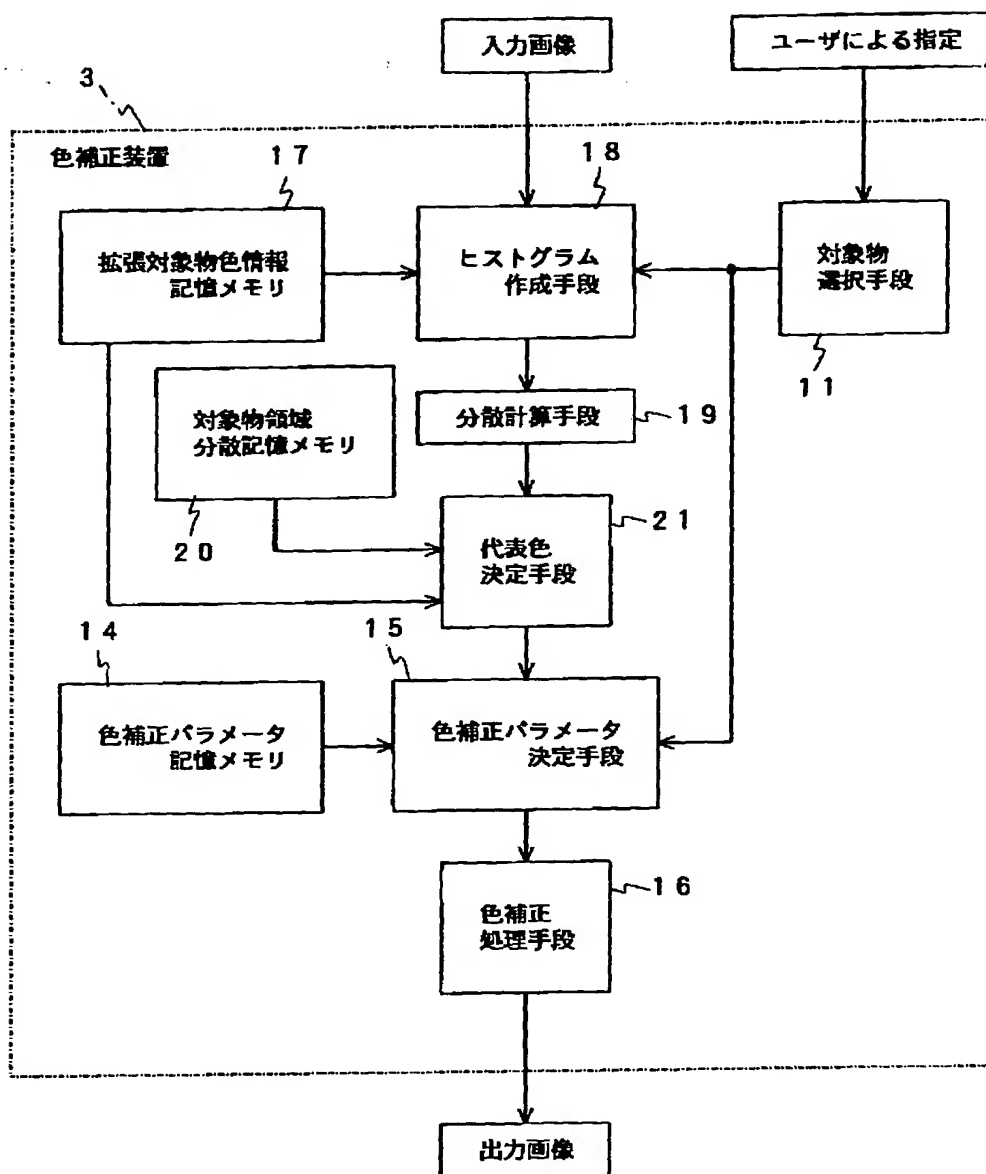 入力画像
ユーザによる指定
3
色補正装置
17
18
拡張対象物色情報
記憶メモリ
ヒストグラム
作成手段
対象物
選択手段
11
対象物領域
分散記憶メモリ
分散計算手段
19
20
代表色
決定手段
21
14
15
色補正パラメータ
記憶メモリ
色補正パラメータ
決定手段
色補正
処理手段
16
出力画像